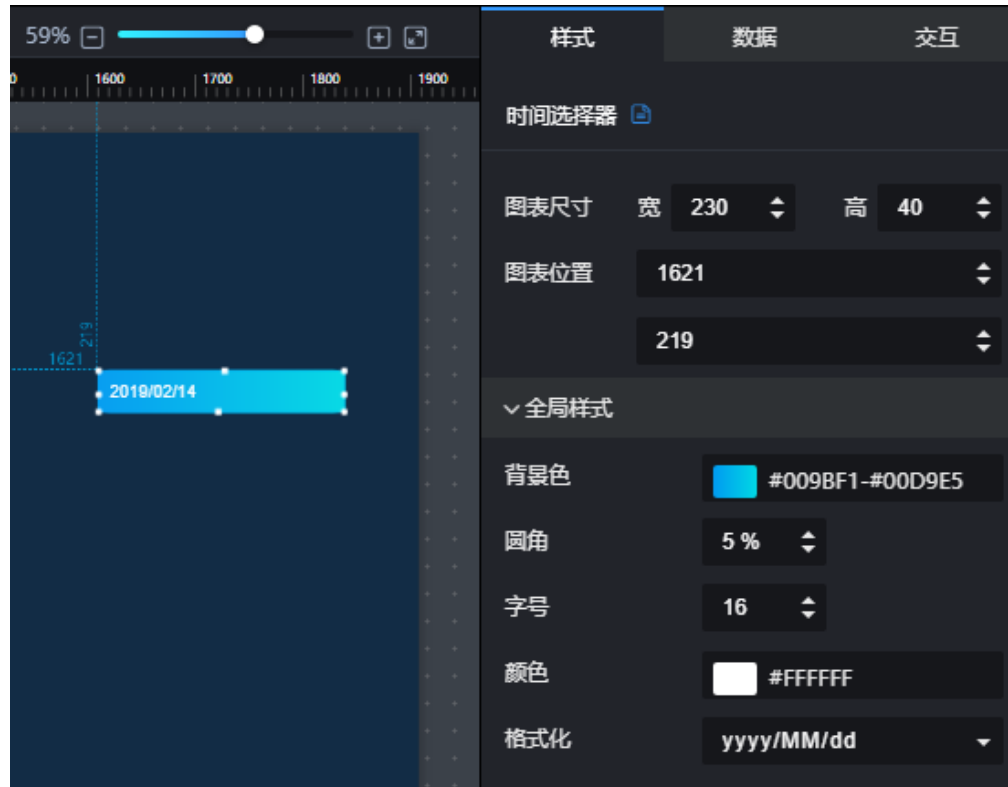 59%
1600 1700 1800 1900
219
1621
2019/02/14
样式 数据 交互
时间选择器
图表尺寸 宽 230 高 40
图表位置 1621
219
全局样式
背景色 #009BF1-#00D9E5
圆角 5 %
字号 16
颜色 #FFFFFF
格式化 yyyy/MM/dd